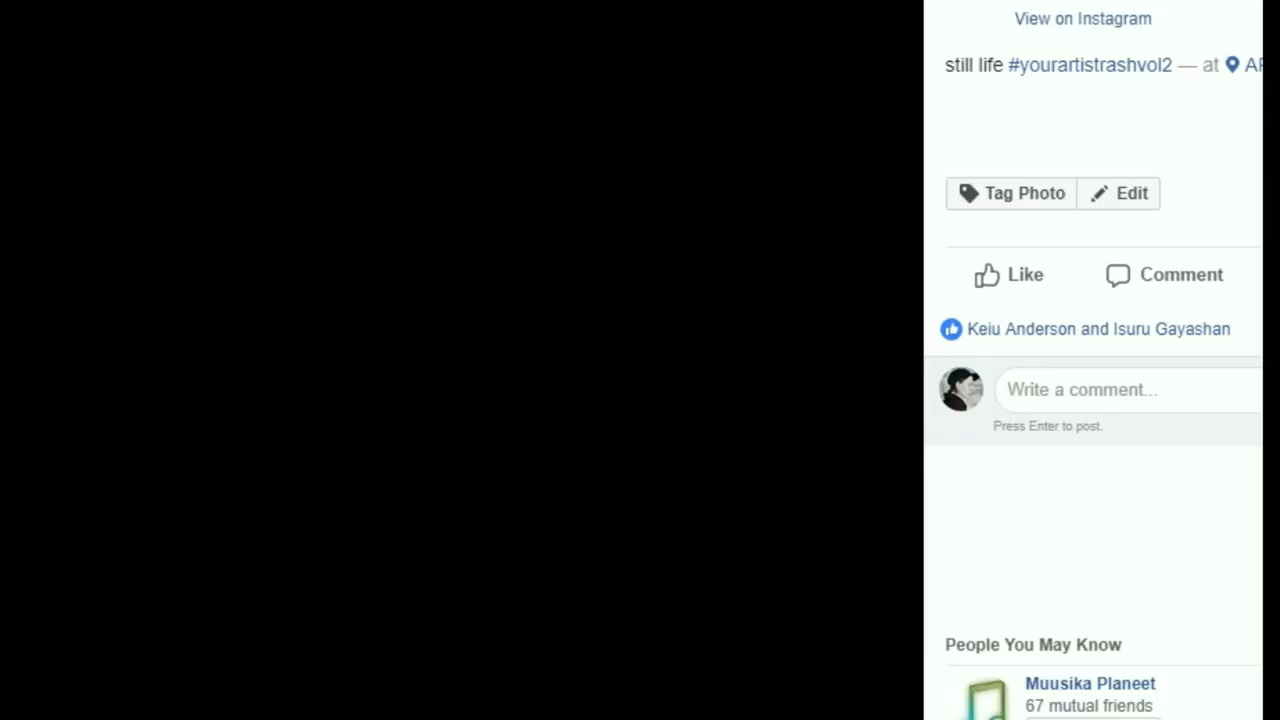 View on Instagram
still life #yourartistrashvol2 — at
Tag Photo Edit
Like Comment
Keiu Anderson and Isuru Gayashan
Write a comment...
Press Enter to post.
People You May Know
Muusika Planeet
67 mutual friends